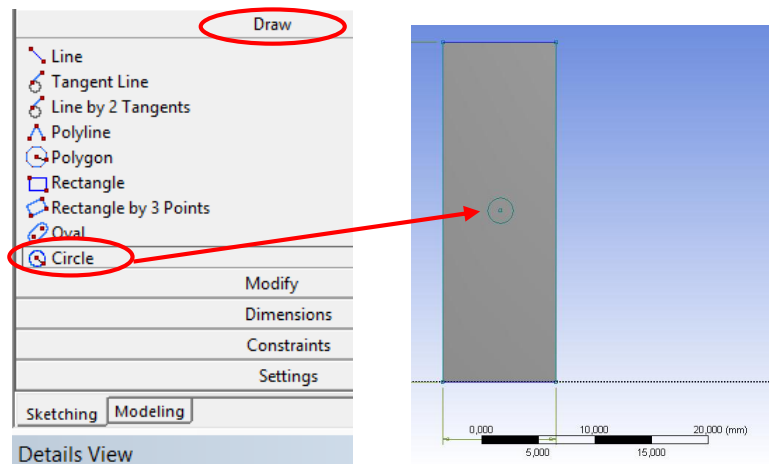 Draw
Line
Tangent Line
Line by 2 Tangents
Polyline
Polygon
Rectangle
Rectangle by 3 Points
Oval
Circle
Modify
Dimensions
Constraints
Settings
Sketching Modeling
Details View
0,000 10,000 20,000 (mm)
5,000 15,000